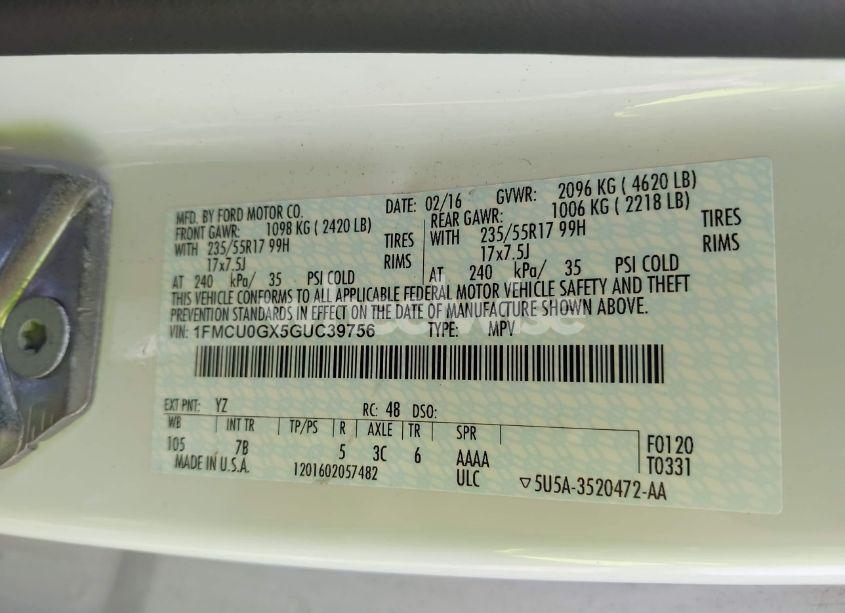 MFD. BY FORD MOTOR CO. DATE: 02/16 GVWR: 2096 KG ( 4620 LB)
FRONT GAWR: 1098 KG ( 2420 LB) REAR GAWR: 1006 KG ( 2218 LB)
WITH 235/55R17 99H TIRES WITH 235/55R17 99H TIRES
17x7.5J RIMS 17x7.5J RIMS
AT 240 kPa/ 35 PSI COLD AT 240 kPa/ 35 PSI COLD
THIS VEHICLE CONFORMS TO ALL APPLICABLE FEDERAL MOTOR VEHICLE SAFETY AND THEFT
PREVENTION STANDARDS IN EFFECT ON THE DATE OF MANUFACTURE SHOWN ABOVE.
VIN: 1FMCU0GX5GUC39756 TYPE: MPV
EXT PNT: YZ RC: 48 DSO:
WB INT TR TP/PS R AXLE TR SPR
105 7B 5 3C 6 AAAA F0120
MADE IN U.S.A. 1201602057482 ULC T0331
▽5U5A-3520472-AA